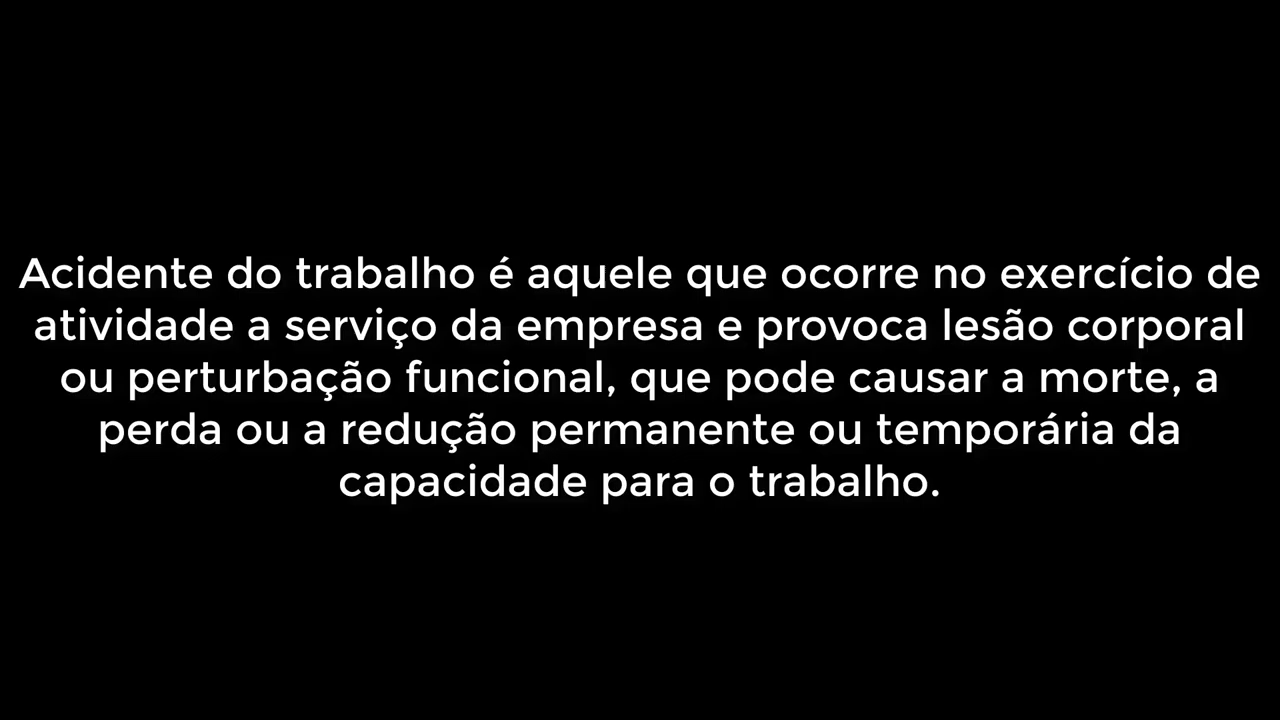 Acidente do trabalho é aquele que ocorre no exercício de
atividade a serviço da empresa e provoca lesão corporal
ou perturbação funcional, que pode causar a morte, a
perda ou a redução permanente ou temporária da
capacidade para o trabalho.